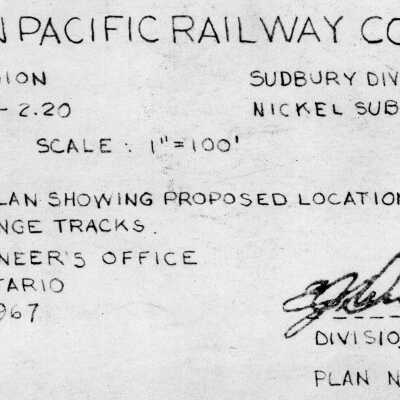 N PACIFIC RAILWAY CO
ION SUDBURY DIV
- 2.20 NICKEL SUB
SCALE: 1"=100'
LAN SHOWING PROPOSED LOCATION
NGE TRACKS.
NEER'S OFFICE
TARIO
967
DIVISIO
PLAN N